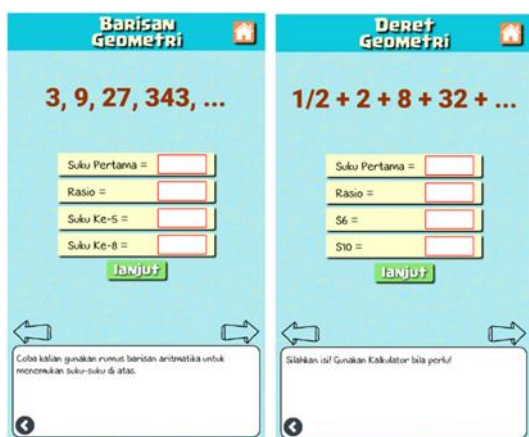 Barisan
Geometri
3, 9, 27, 343, ...
Suku Pertama =
Rasio =
Suku Ke-5 =
Suku Ke-8 =
lanjut
Coba kalian gunakan rumus barisan aritmatika untuk
menemukan suku-suku di atas.
Deret
Geometri
1/2 + 2 + 8 + 32 + ...
Suku Pertama =
Rasio =
S6 =
S10 =
lanjut
Silahkan isi! Gunakan Kalkulator bila perlu!